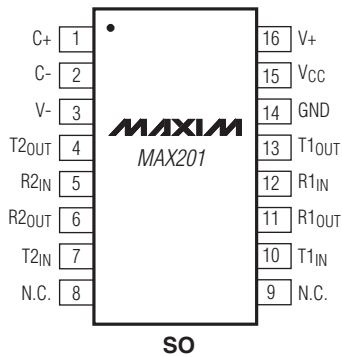 C+ 1 16 V+
C- 2 15 VCC
V- 3 14 GND
MAXIM
T2OUT 4 13 T1OUT
MAX201
R2IN 5 12 R1IN
R2OUT 6 11 R1OUT
T2IN 7 10 T1IN
N.C. 8 9 N.C.
SO